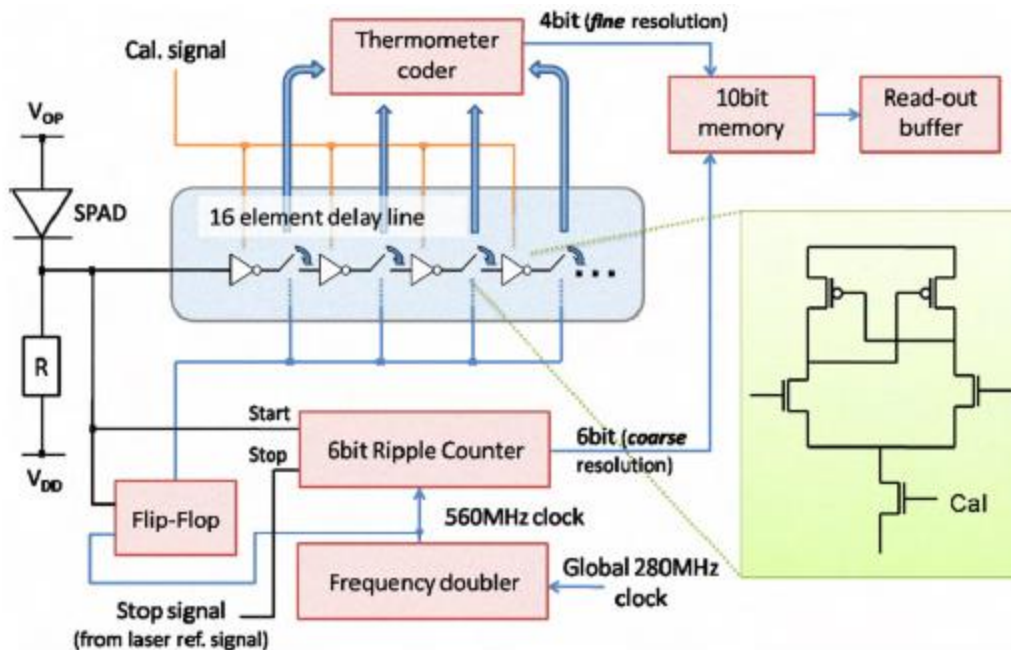 Cal. signal
Thermometer
coder
4bit (fine resolution)
10bit
memory
Read-out
buffer
VOP
SPAD
16 element delay line
R
VDD
Start
Stop
6bit Ripple Counter
6bit (coarse
resolution)
Flip-Flop
560MHz clock
Frequency doubler
Global 280MHz
clock
Stop signal
(from laser ref. signal)
Cal